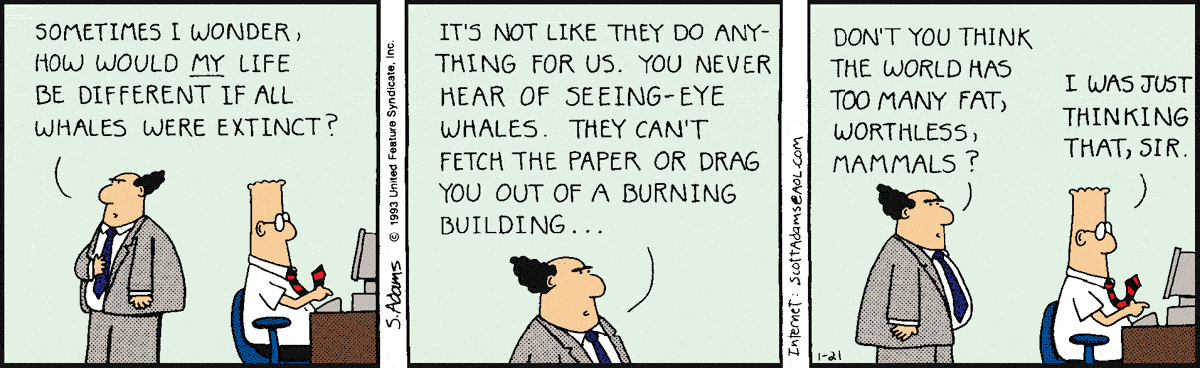 SOMETIMES I WONDER,
HOW WOULD MY LIFE
BE DIFFERENT IF ALL
WHALES WERE EXTINCT?
S. Adams © 1993 United Feature Syndicate, Inc.
IT'S NOT LIKE THEY DO ANY-
THING FOR US. YOU NEVER
HEAR OF SEEING-EYE
WHALES. THEY CAN'T
FETCH THE PAPER OR DRAG
YOU OUT OF A BURNING
BUILDING...
Internet: ScottAdams@AOL.com
DON'T YOU THINK
THE WORLD HAS
TOO MANY FAT,
WORTHLESS,
MAMMALS?
I WAS JUST
THINKING
THAT, SIR.
1-21